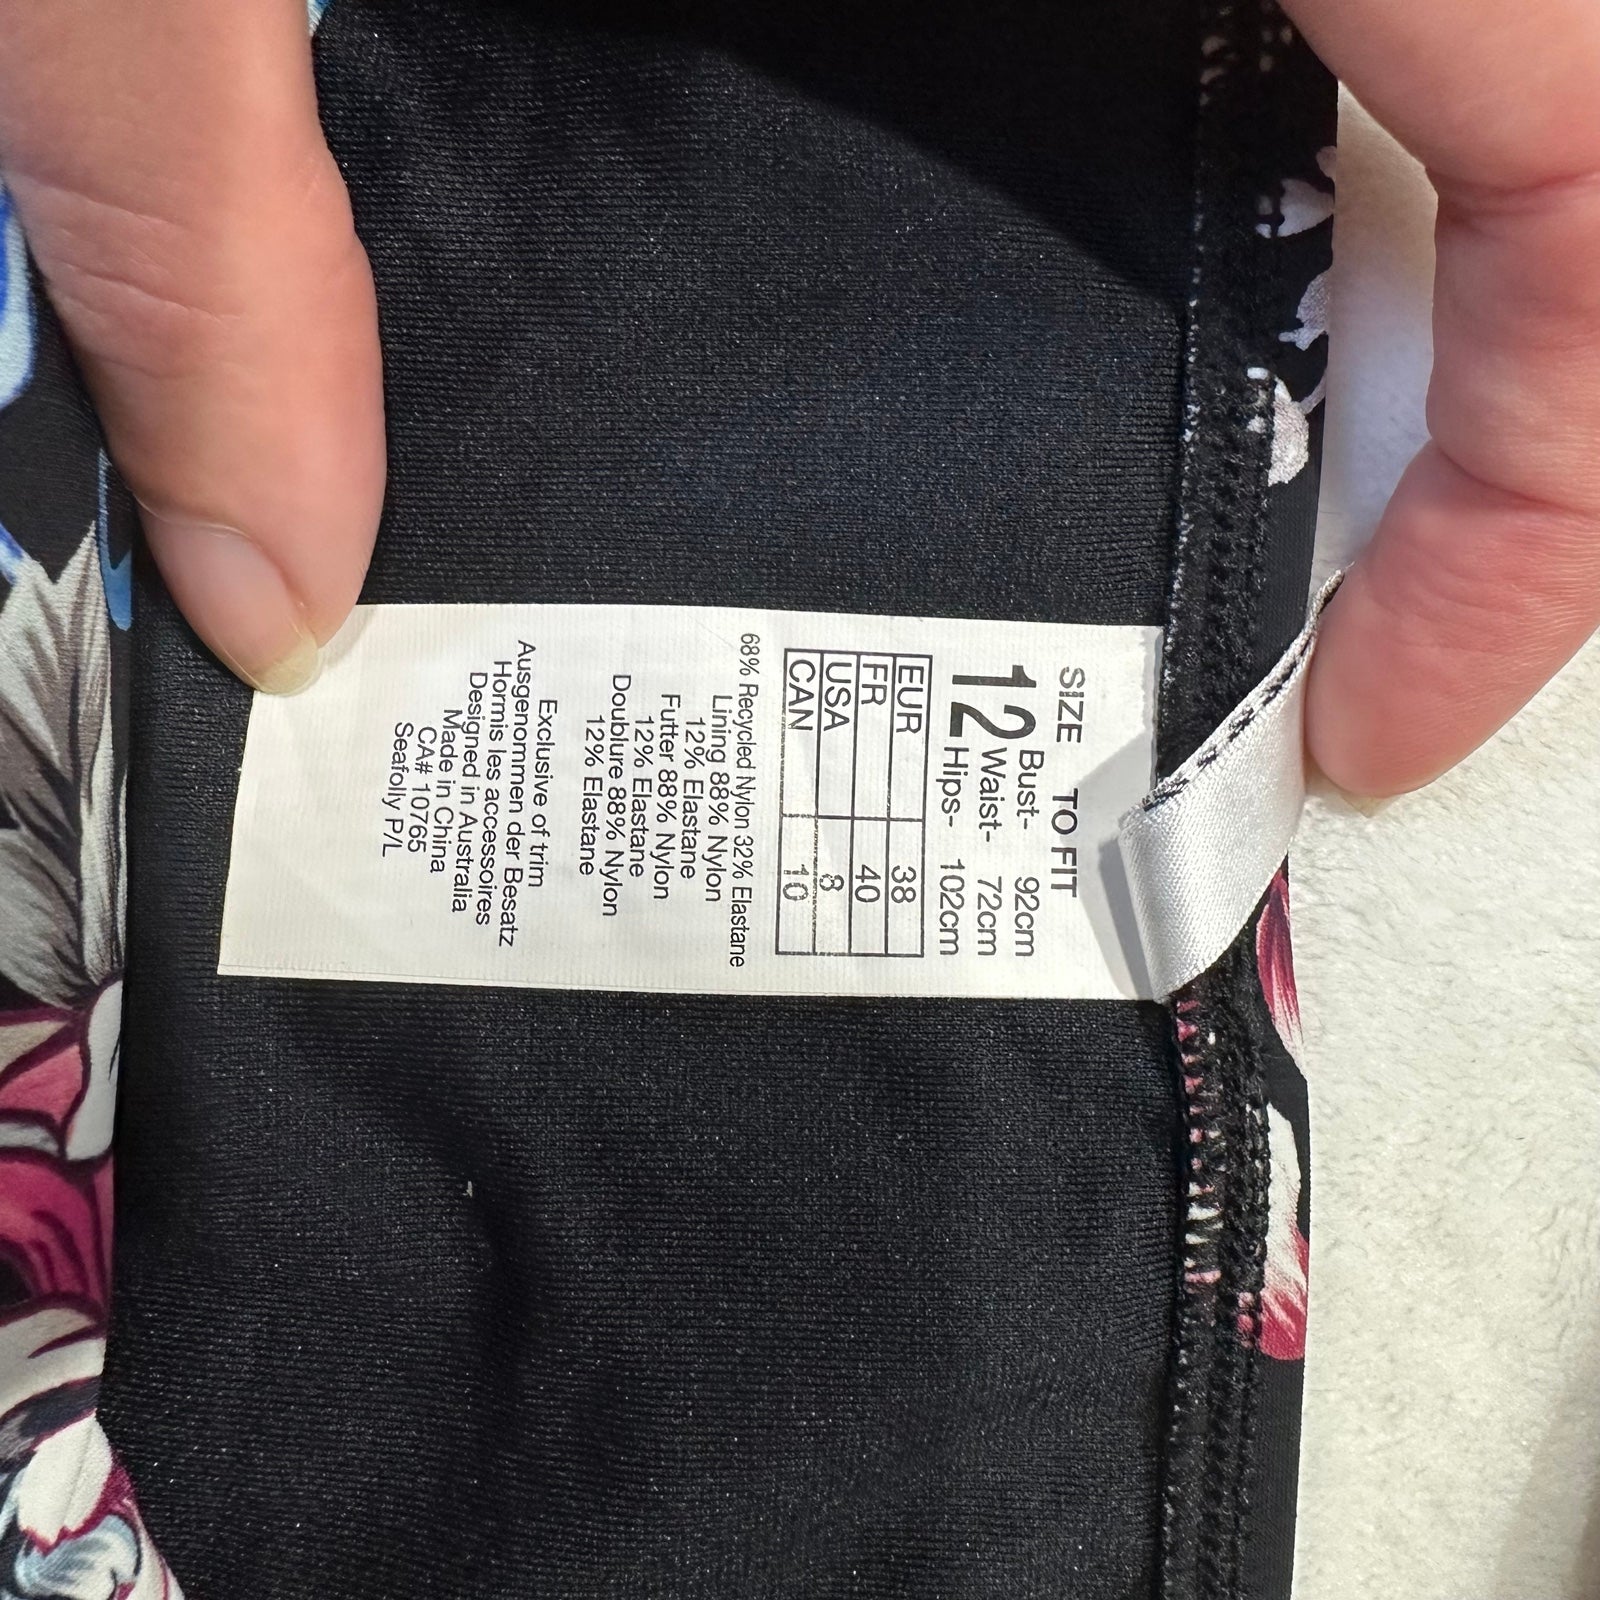 SIZE TO FIT
12 Bust- 92cm
Waist- 72cm
Hips- 102cm
EUR 38
FR 40
USA 8
CAN 10
68% Recycled Nylon 32% Elastane
Lining 88% Nylon
12% Elastane
Futter 88% Nylon
12% Elastane
Doublure 88% Nylon
12% Elastane
Exclusive of trim
Ausgenommen der Besatz
Hormis les accessoires
Designed in Australia
Made in China
CA# 10765
Seafolly P/L